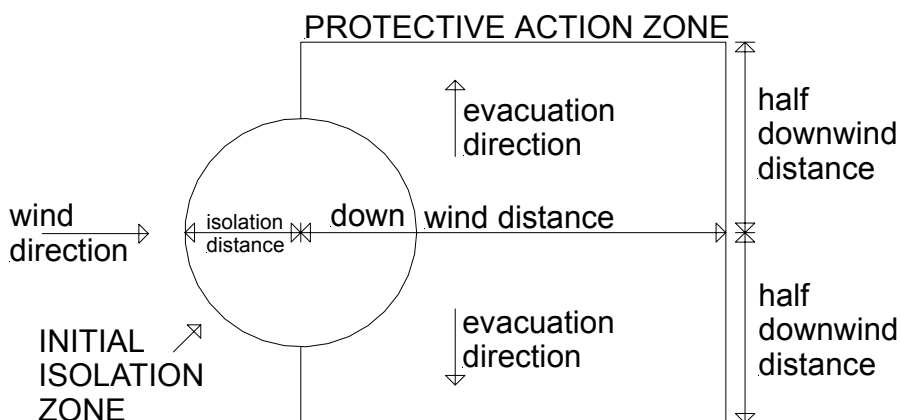 PROTECTIVE ACTION ZONE
evacuation
direction
half
downwind
distance
wind
direction
isolation
distance
down wind distance
evacuation
direction
half
downwind
distance
INITIAL
ISOLATION
ZONE